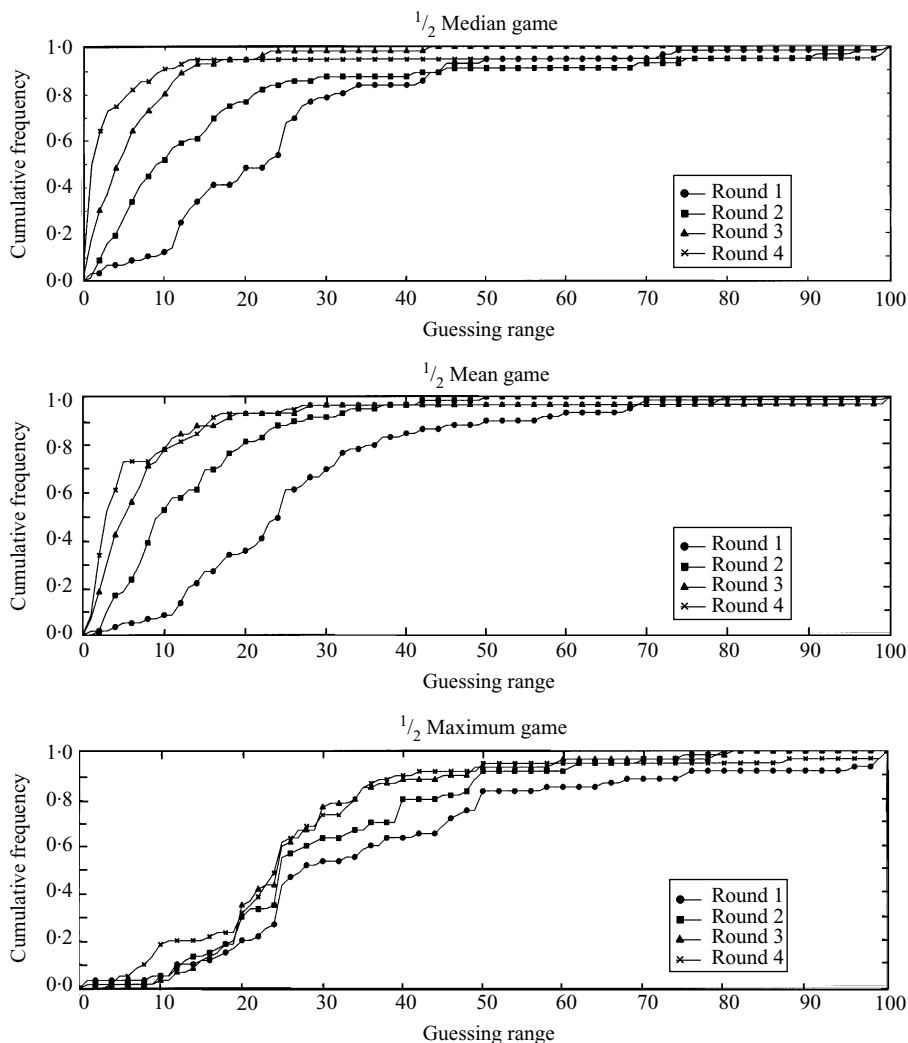 1/2 Median game
1·0
0·8
0·6
0·4
0·2
0·0
Cumulative frequency
Round 1
Round 2
Round 3
Round 4
0 10 20 30 40 50 60 70 80 90 100
Guessing range
1/2 Mean game
1·0
0·8
0·6
0·4
0·2
0·0
Cumulative frequency
Round 1
Round 2
Round 3
Round 4
0 10 20 30 40 50 60 70 80 90 100
Guessing range
1/2 Maximum game
1·0
0·8
0·6
0·4
0·2
0·0
Cumulative frequency
Round 1
Round 2
Round 3
Round 4
0 10 20 30 40 50 60 70 80 90 100
Guessing range